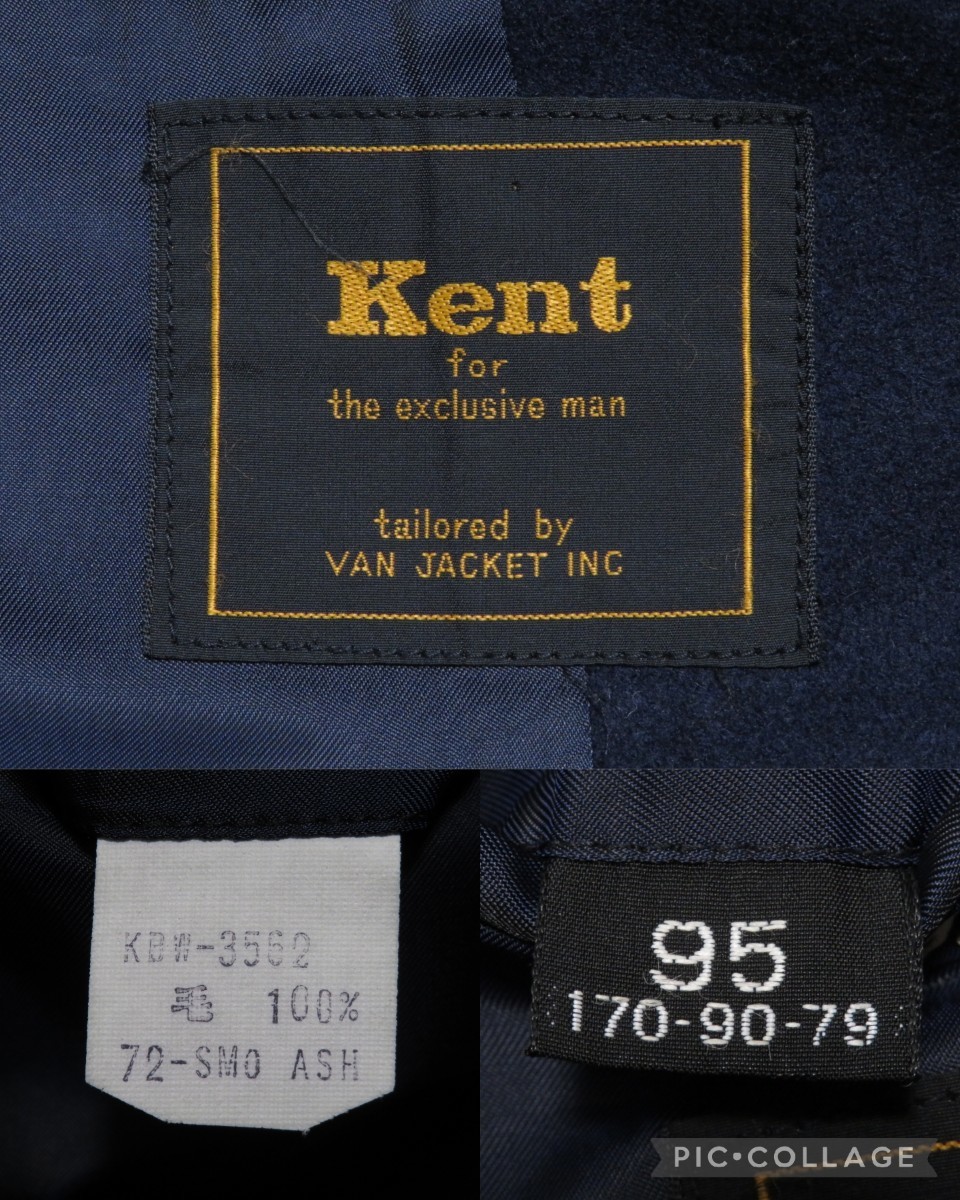 Kent
for
the exclusive man
tailored by
VAN JACKET INC
KBW-3562
毛 100%
72-SMO ASH
95
170-90-79
PIC•COLLAGE